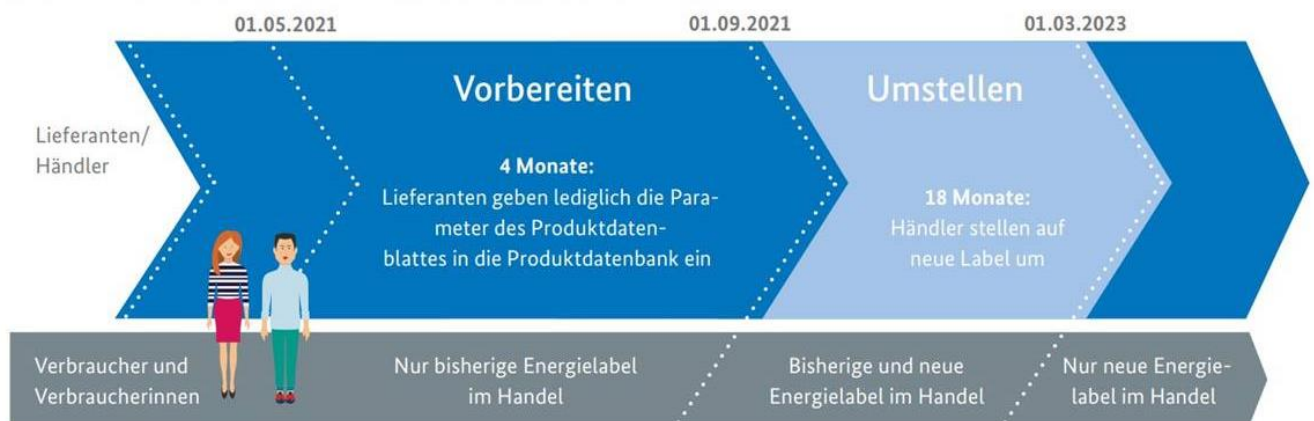 01.05.2021
01.09.2021
01.03.2023
Lieferanten/
Händler
Vorbereiten
4 Monate:
Lieferanten geben lediglich die Para-
meter des Produktdaten-
blattes in die Produktdatenbank ein
Umstellen
18 Monate:
Händler stellen auf
neue Label um
Verbraucher und
Verbraucherinnen
Nur bisherige Energielabel
im Handel
Bisherige und neue
Energielabel im Handel
Nur neue Energie-
label im Handel